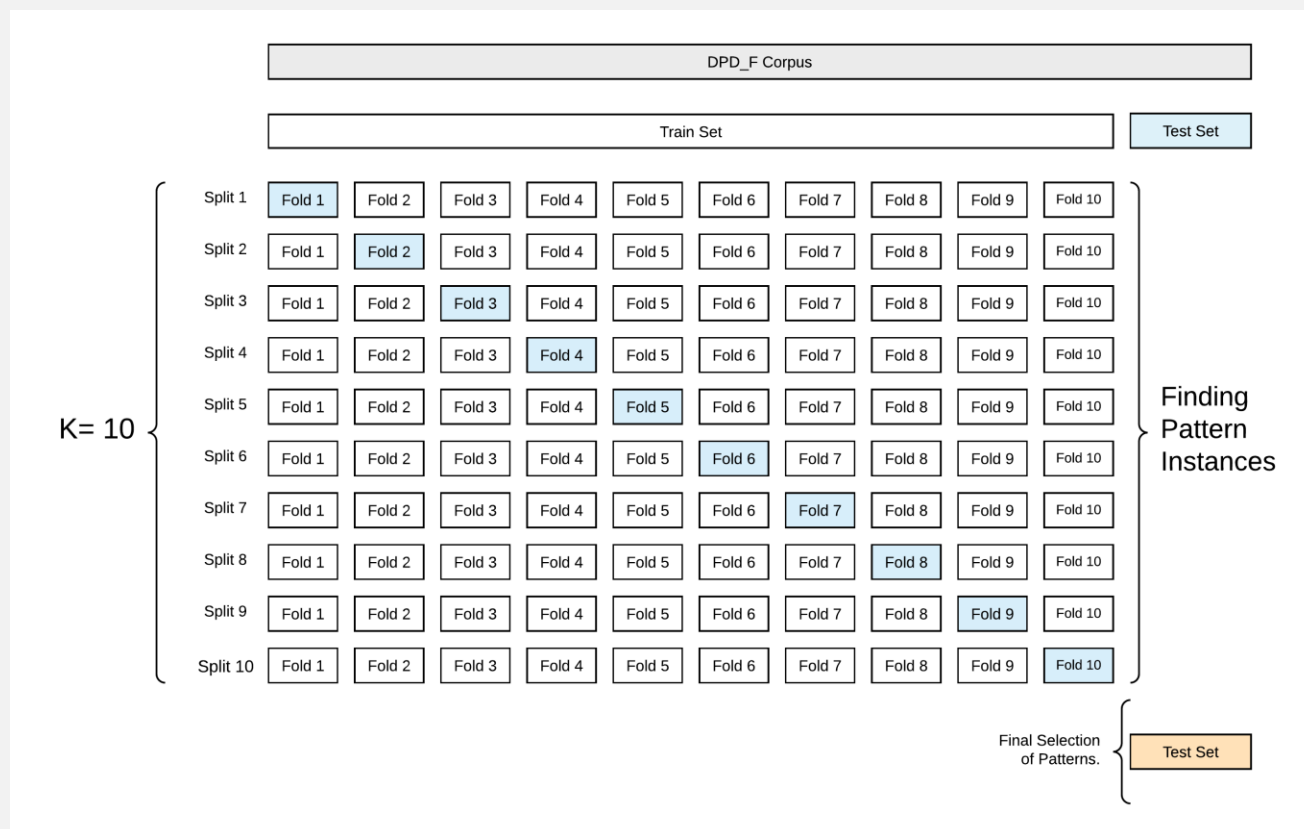 DPD_F Corpus
Train Set Test Set
Split 1 Fold 1 Fold 2 Fold 3 Fold 4 Fold 5 Fold 6 Fold 7 Fold 8 Fold 9 Fold 10
Split 2 Fold 1 Fold 2 Fold 3 Fold 4 Fold 5 Fold 6 Fold 7 Fold 8 Fold 9 Fold 10
Split 3 Fold 1 Fold 2 Fold 3 Fold 4 Fold 5 Fold 6 Fold 7 Fold 8 Fold 9 Fold 10
Split 4 Fold 1 Fold 2 Fold 3 Fold 4 Fold 5 Fold 6 Fold 7 Fold 8 Fold 9 Fold 10
Split 5 Fold 1 Fold 2 Fold 3 Fold 4 Fold 5 Fold 6 Fold 7 Fold 8 Fold 9 Fold 10
Split 6 Fold 1 Fold 2 Fold 3 Fold 4 Fold 5 Fold 6 Fold 7 Fold 8 Fold 9 Fold 10
Split 7 Fold 1 Fold 2 Fold 3 Fold 4 Fold 5 Fold 6 Fold 7 Fold 8 Fold 9 Fold 10
Split 8 Fold 1 Fold 2 Fold 3 Fold 4 Fold 5 Fold 6 Fold 7 Fold 8 Fold 9 Fold 10
Split 9 Fold 1 Fold 2 Fold 3 Fold 4 Fold 5 Fold 6 Fold 7 Fold 8 Fold 9 Fold 10
Split 10 Fold 1 Fold 2 Fold 3 Fold 4 Fold 5 Fold 6 Fold 7 Fold 8 Fold 9 Fold 10
K= 10
Finding
Pattern
Instances
Final Selection
of Patterns.
Test Set